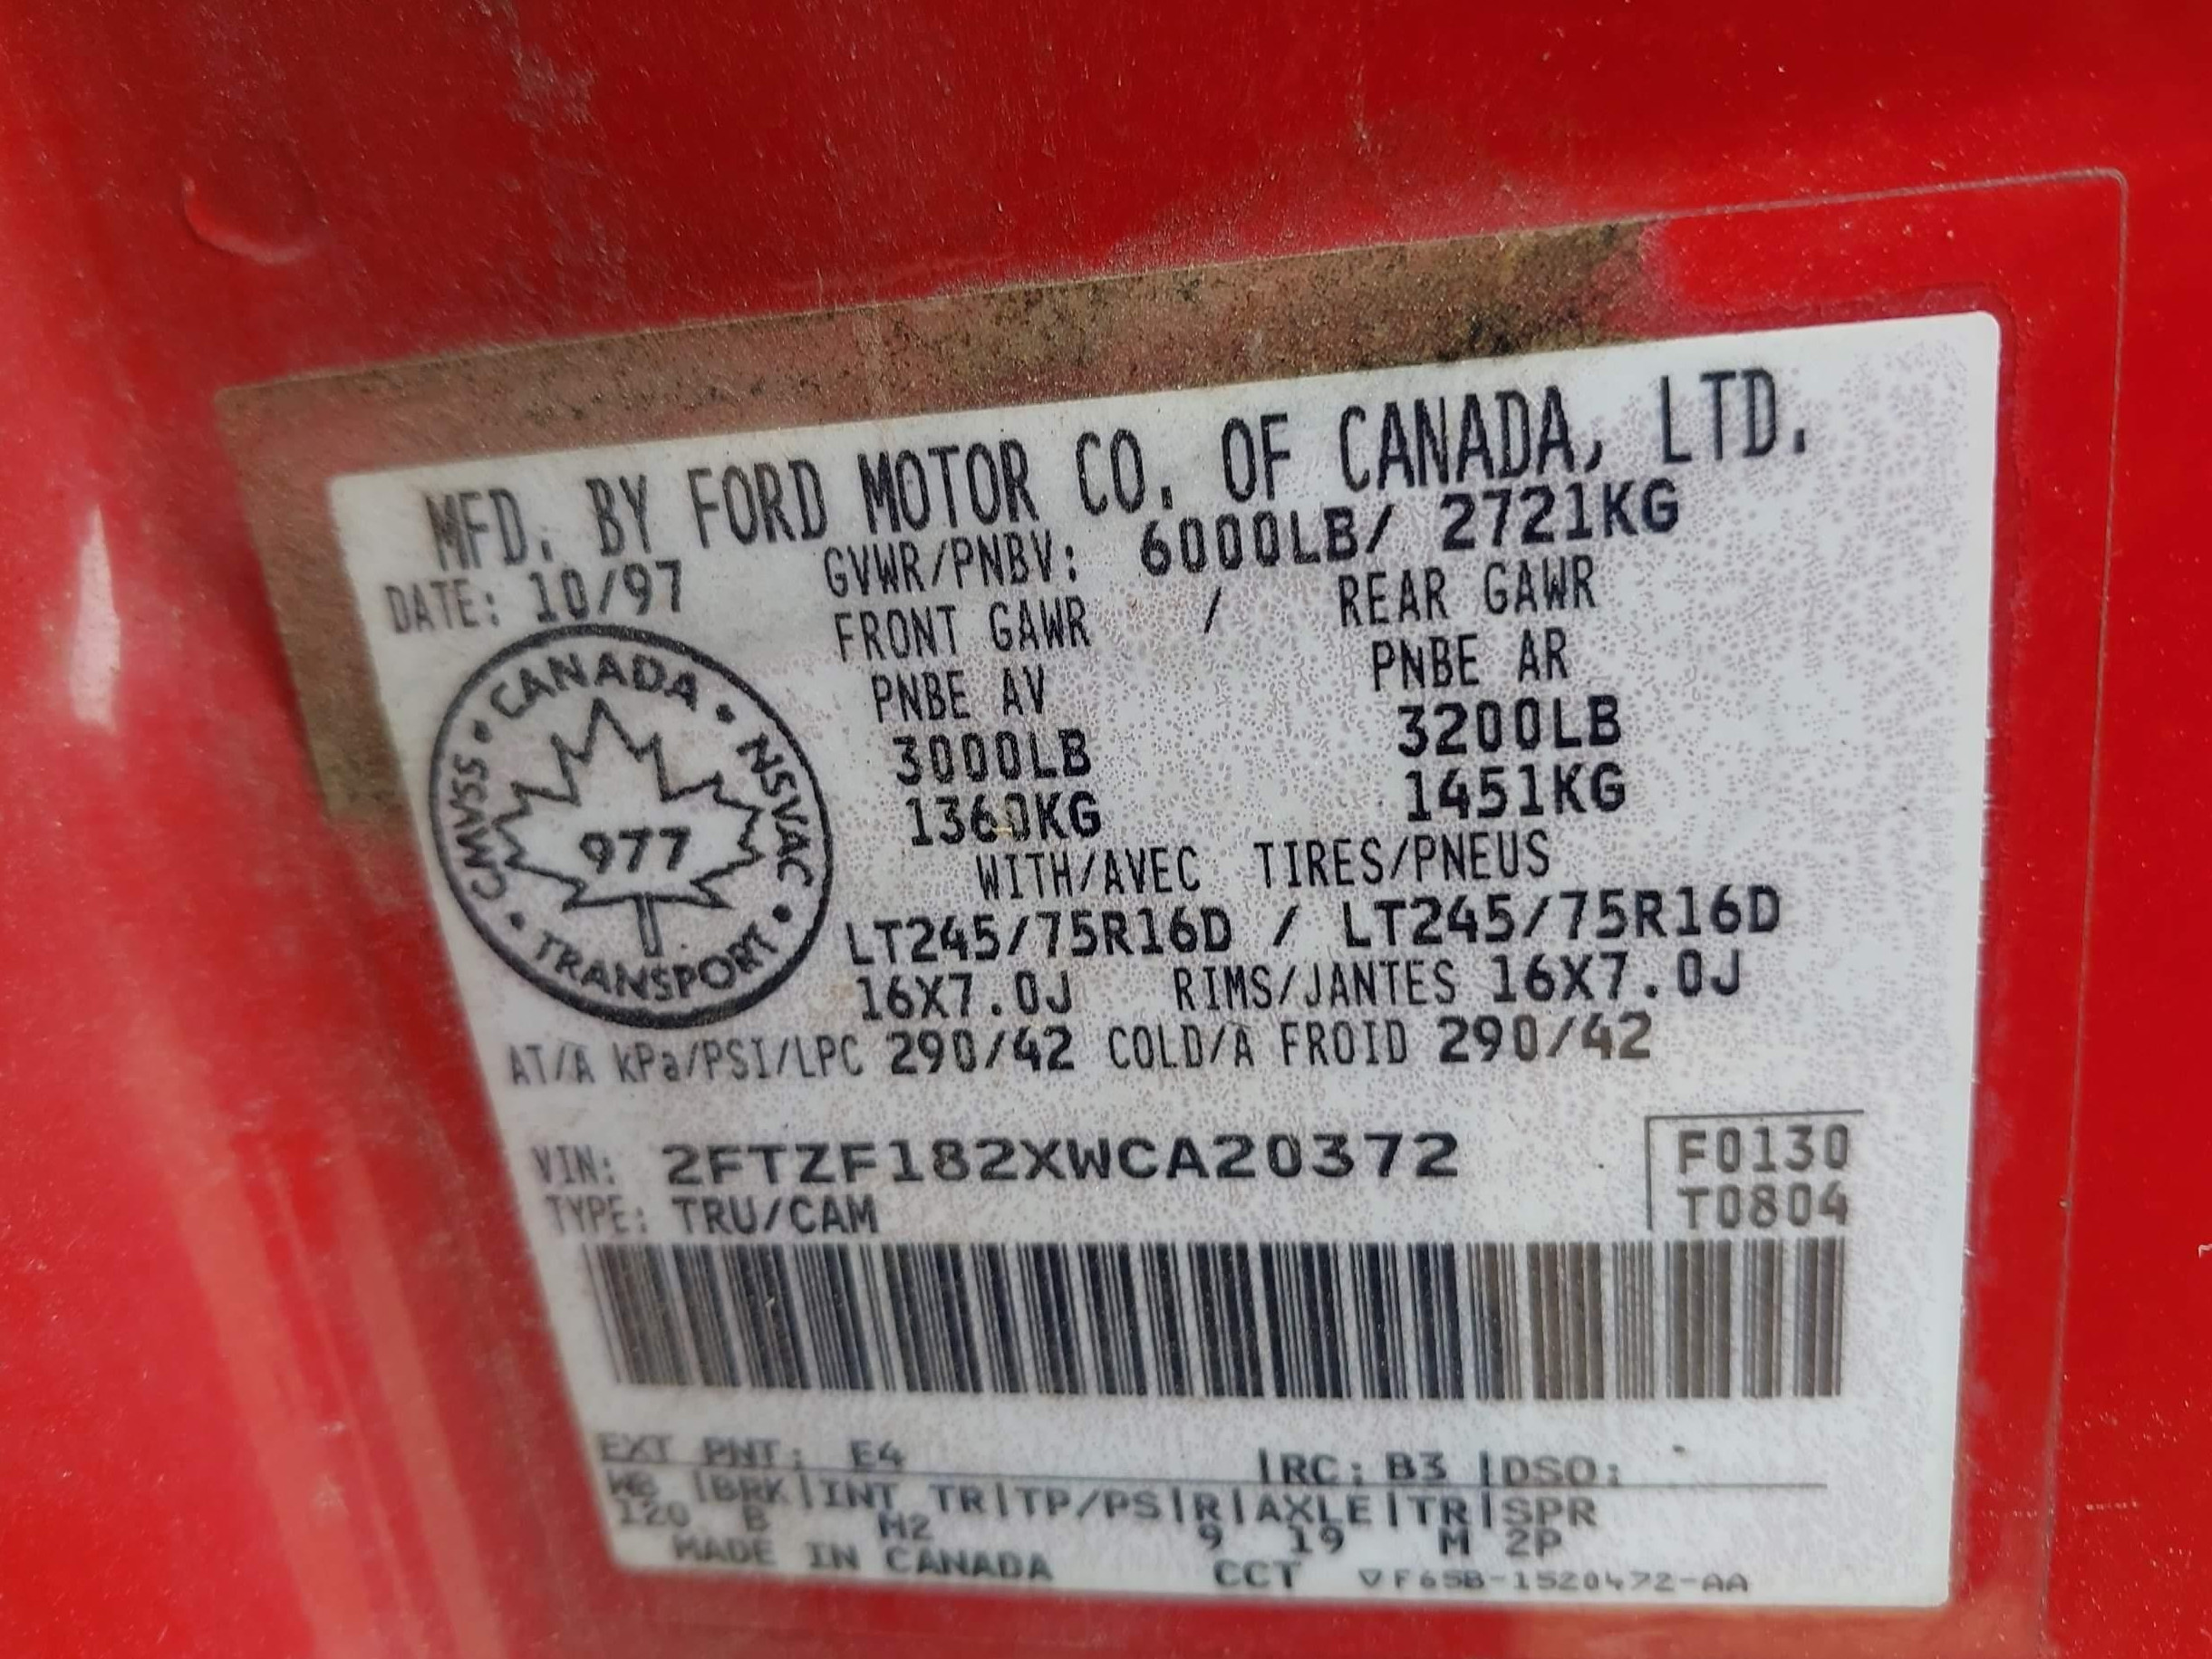 MFD. BY FORD MOTOR CO. OF CANADA, LTD.
DATE: 10/97 GVWR/PNBV: 6000LB/ 2721KG
FRONT GAWR / REAR GAWR
PNBE AV PNBE AR
3000LB 3200LB
1360KG 1451KG
WITH/AVEC TIRES/PNEUS
LT245/75R16D / LT245/75R16D
16X7.0J RIMS/JANTES 16X7.0J
AT/A kPa/PSI/LPC 290/42 COLD/A FROID 290/42
CANADA • NSVAC • TRANSPORT • CMVSS •
977
VIN: 2FTZF182XWCA20372
TYPE: TRU/CAM
F0130
T0804
EXT PNT: E4 |RC: B3 |DSO:
WB |BRK|INT TR|TP/PS|R|AXLE|TR|SPR
120 B M2 9 19 M 2P
MADE IN CANADA CCT ▽F65B-1520472-AA